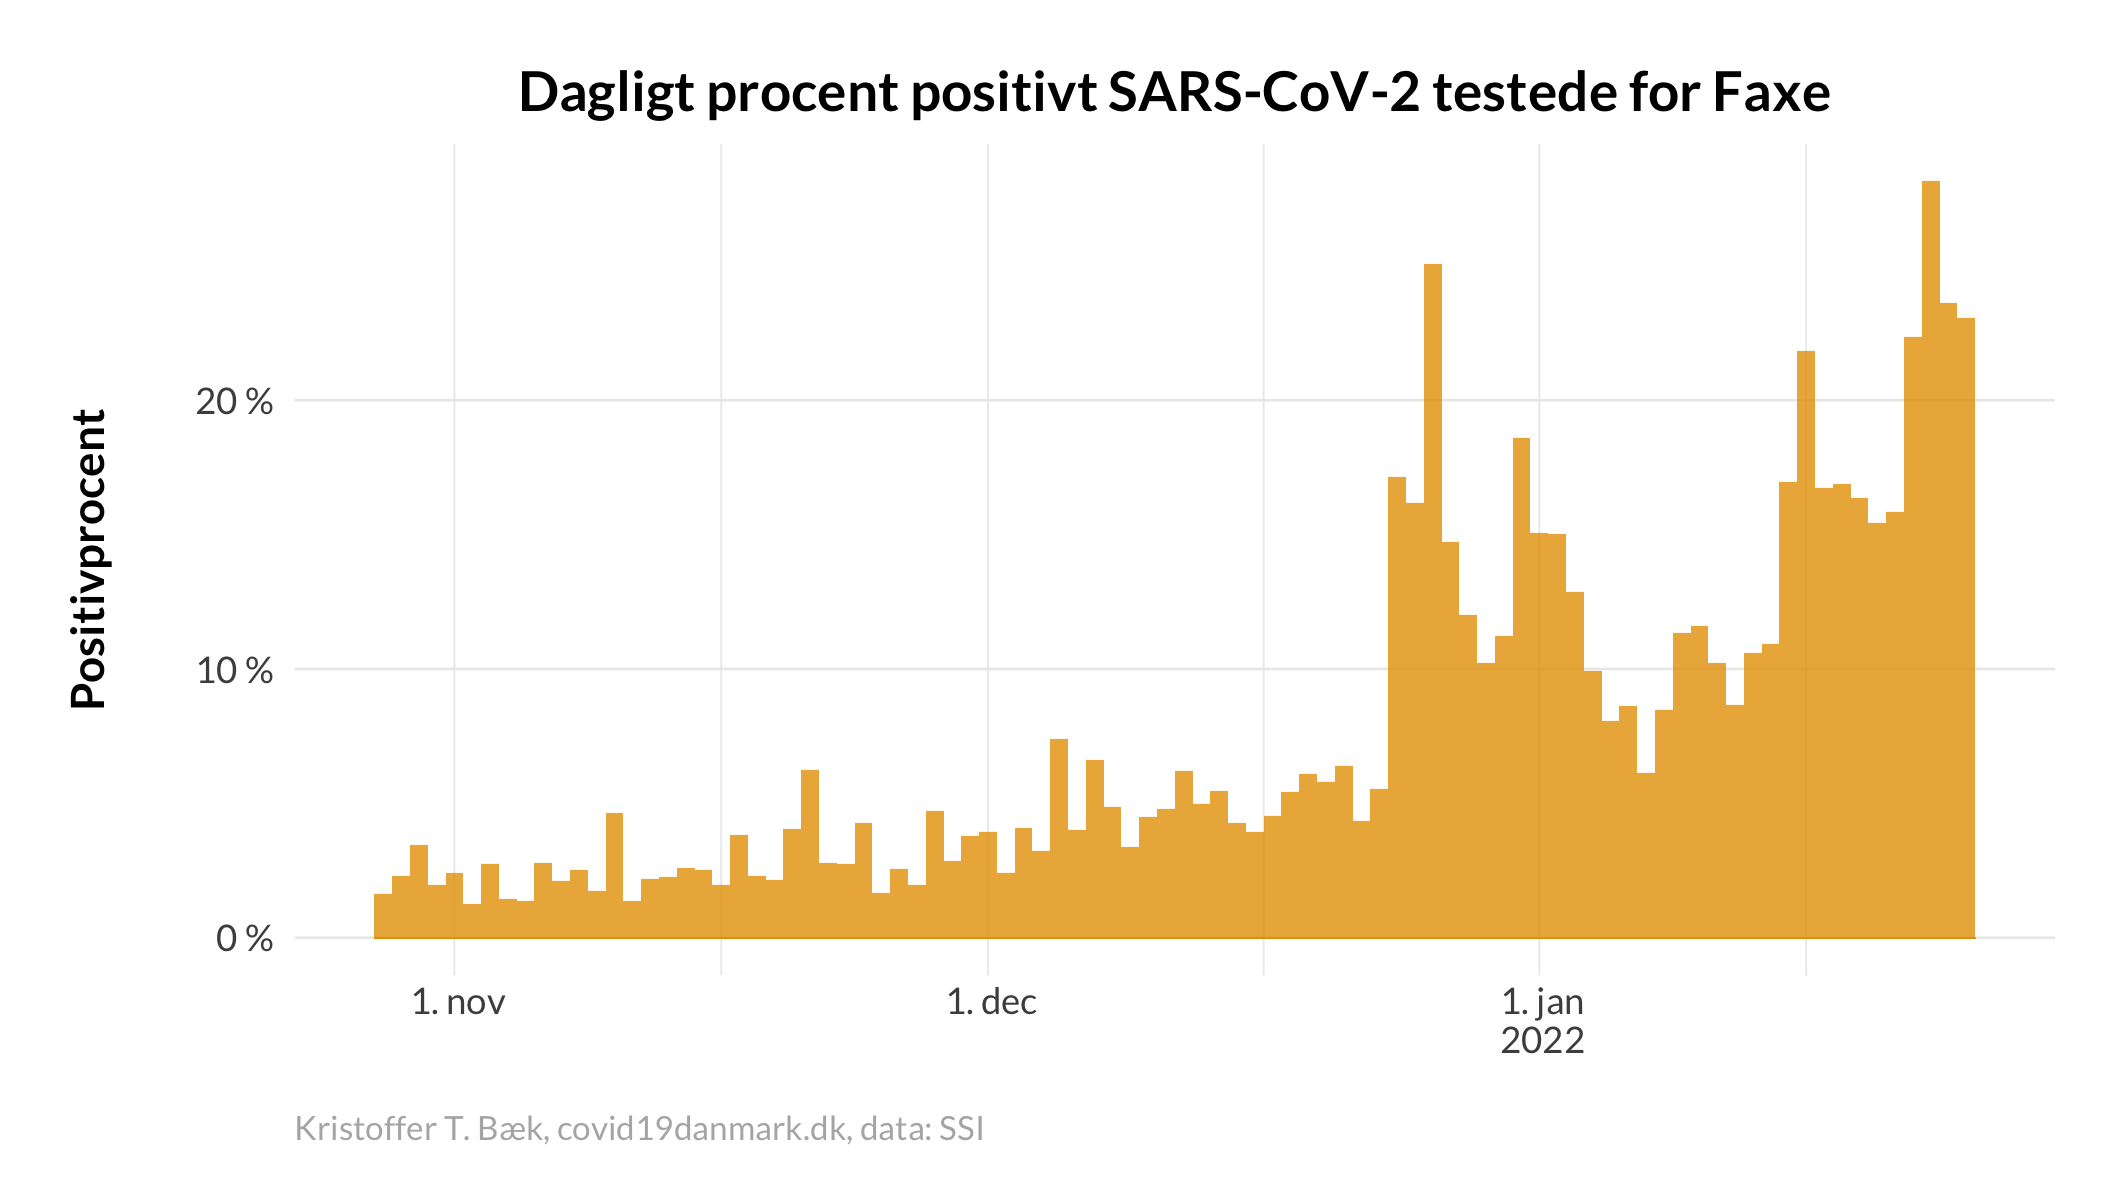 Dagligt procent positivt SARS-CoV-2 testede for Faxe
Positivprocent
20 %
10 %
0 %
1. nov
1. dec
1. jan
2022
Kristoffer T. Bæk, covid19danmark.dk, data: SSI